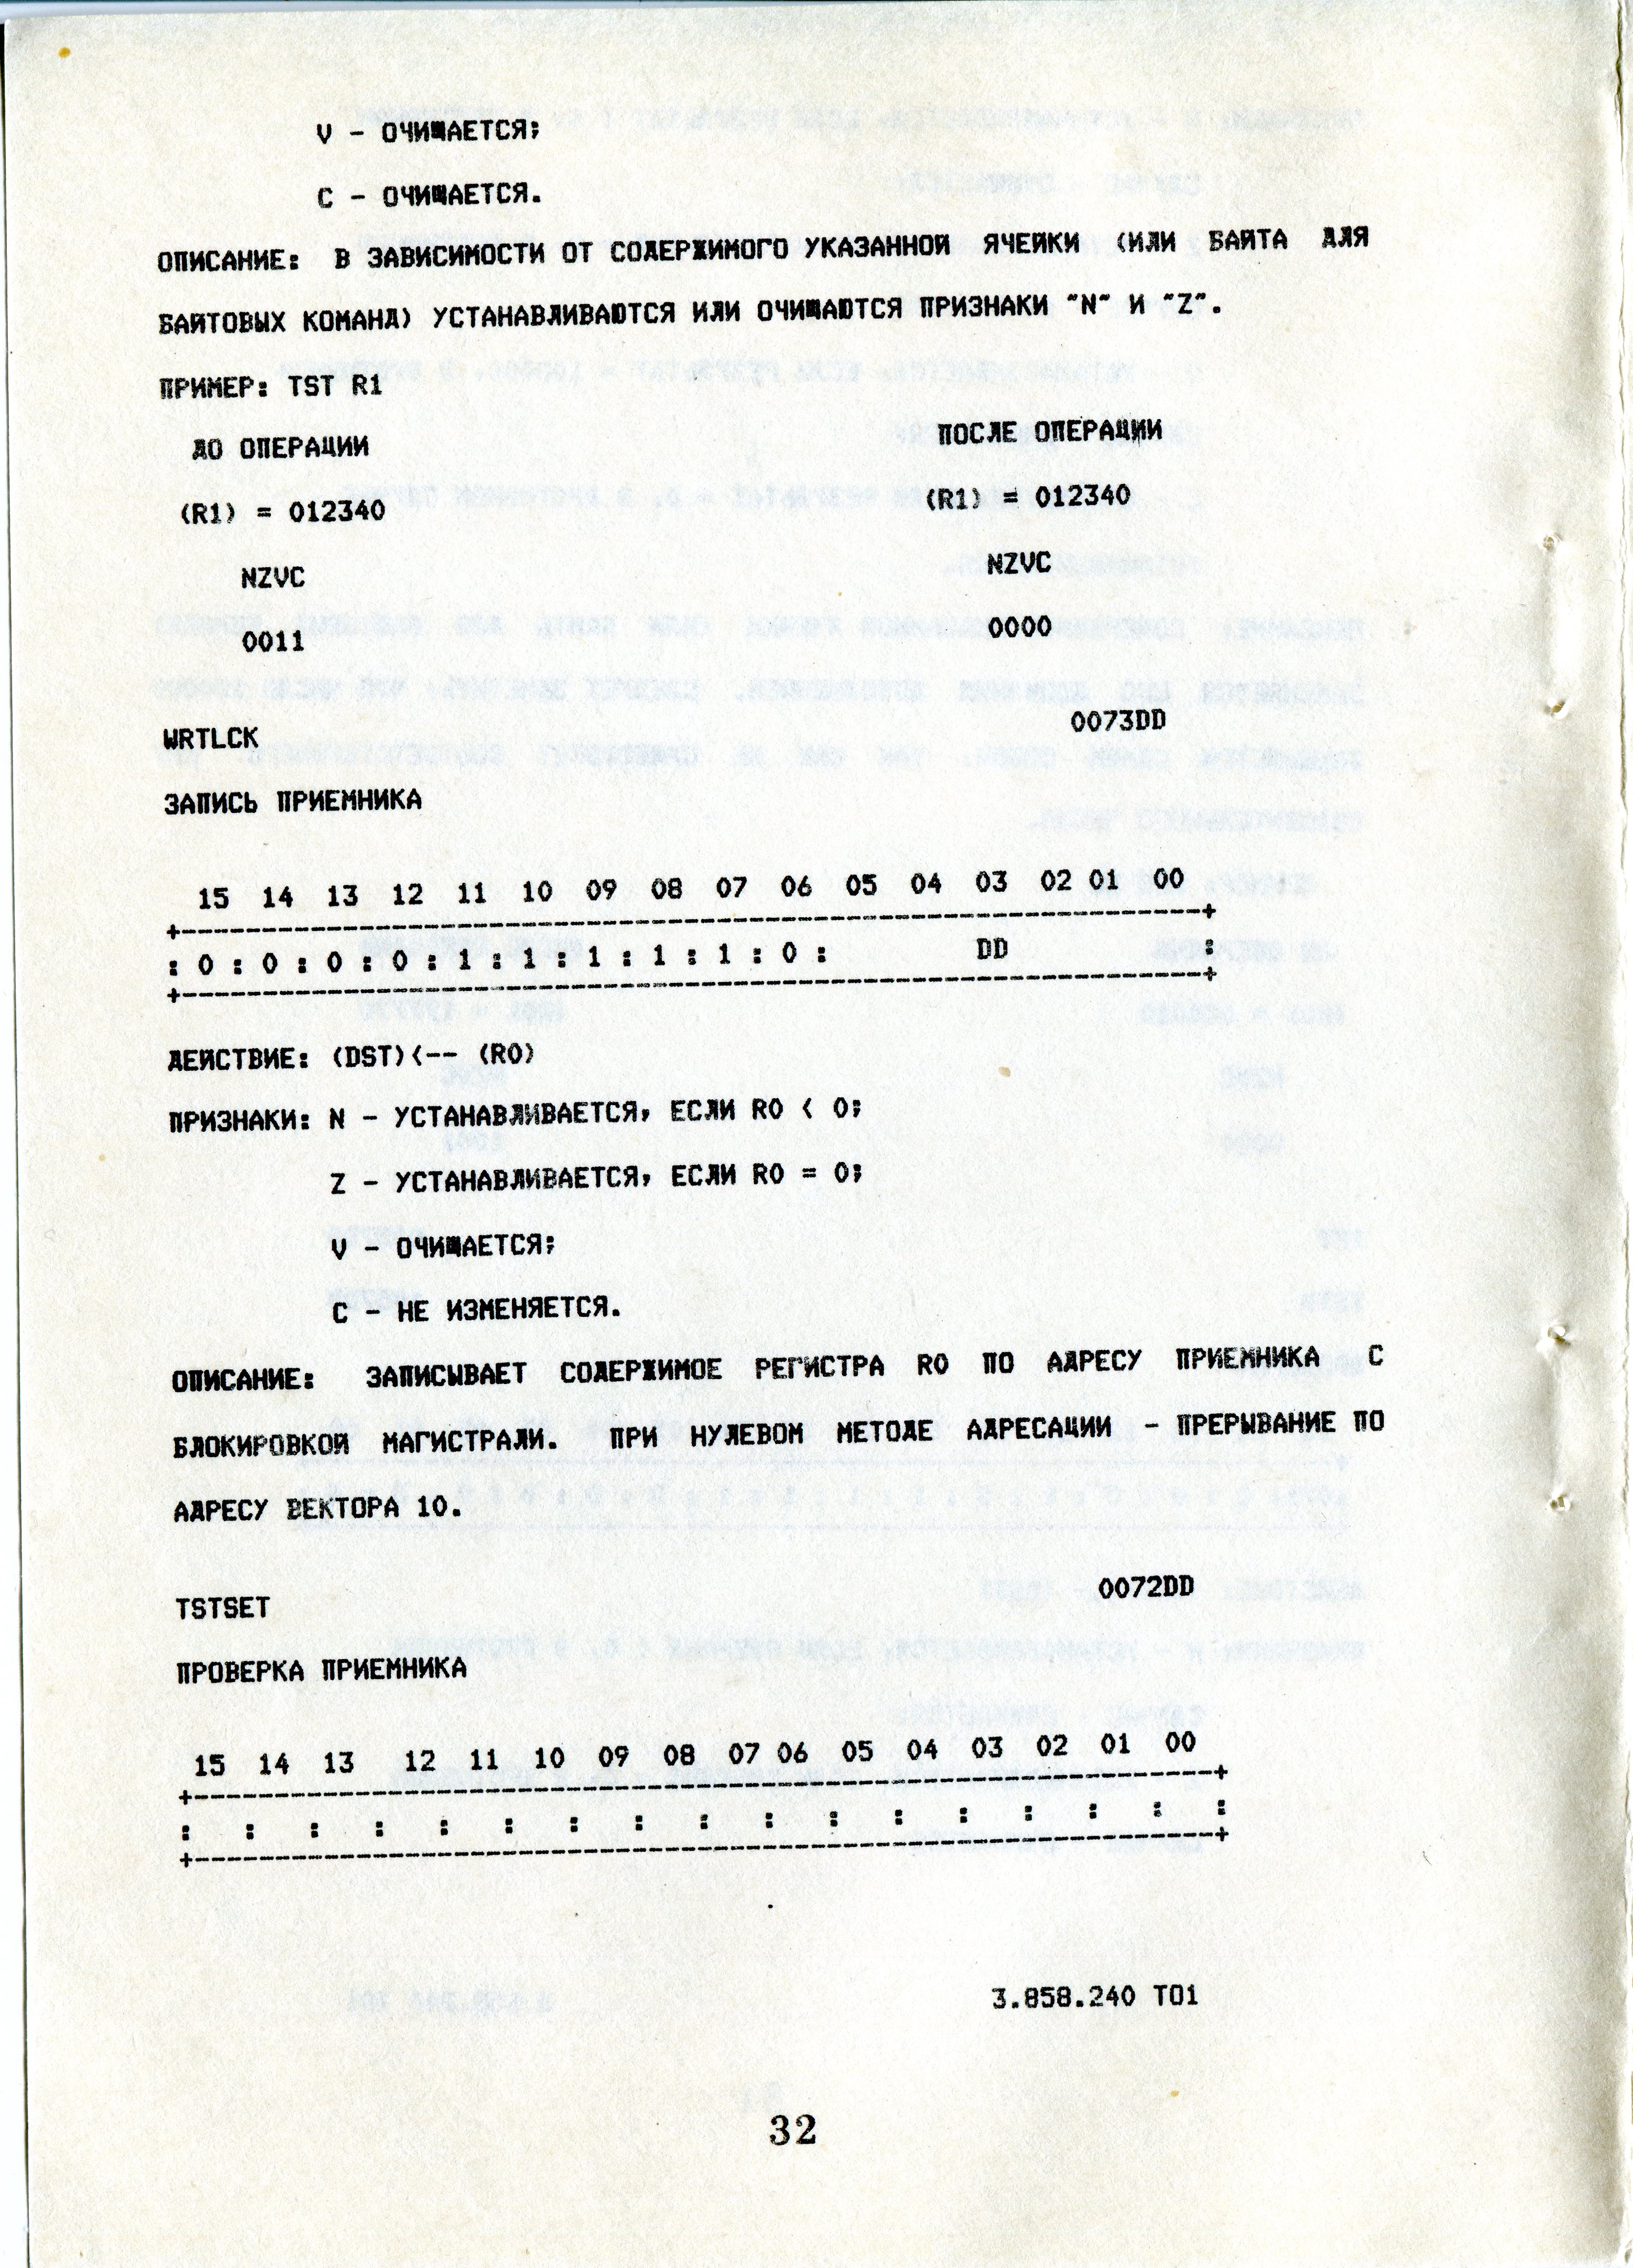 V - ОЧИЩАЕТСЯ;
C - ОЧИЩАЕТСЯ.
ОПИСАНИЕ: В ЗАВИСИМОСТИ ОТ СОДЕРЖИМОГО УКАЗАННОЙ ЯЧЕЙКИ (ИЛИ БАЙТА ДЛЯ
БАЙТОВЫХ КОМАНД) УСТАНАВЛИВАЮТСЯ ИЛИ ОЧИЩАЮТСЯ ПРИЗНАКИ "N" И "Z".
ПРИМЕР: TST R1
ДО ОПЕРАЦИИ ПОСЛЕ ОПЕРАЦИИ
(R1) = 012340 (R1) = 012340
NZVC NZVC
0011 0000
WRTLCK 0073DD
ЗАПИСЬ ПРИЕМНИКА
15 14 13 12 11 10 09 08 07 06 05 04 03 02 01 00
+---------------------------------------------------------------+
: 0 : 0 : 0 : 0 : 1 : 1 : 1 : 1 : 1 : 0 : DD :
+---------------------------------------------------------------+
ДЕЙСТВИЕ: (DST)<-- (R0)
ПРИЗНАКИ: N - УСТАНАВЛИВАЕТСЯ, ЕСЛИ R0 < 0;
Z - УСТАНАВЛИВАЕТСЯ, ЕСЛИ R0 = 0;
V - ОЧИЩАЕТСЯ;
C - НЕ ИЗМЕНЯЕТСЯ.
ОПИСАНИЕ: ЗАПИСЫВАЕТ СОДЕРЖИМОЕ РЕГИСТРА R0 ПО АДРЕСУ ПРИЕМНИКА С
БЛОКИРОВКОЙ МАГИСТРАЛИ. ПРИ НУЛЕВОМ МЕТОДЕ АДРЕСАЦИИ - ПРЕРЫВАНИЕ ПО
АДРЕСУ ВЕКТОРА 10.
TSTSET 0072DD
ПРОВЕРКА ПРИЕМНИКА
15 14 13 12 11 10 09 08 07 06 05 04 03 02 01 00
+---------------------------------------------------------------+
: : : : : : : : : : : : : : : : :
+---------------------------------------------------------------+
3.858.240 Т01
32